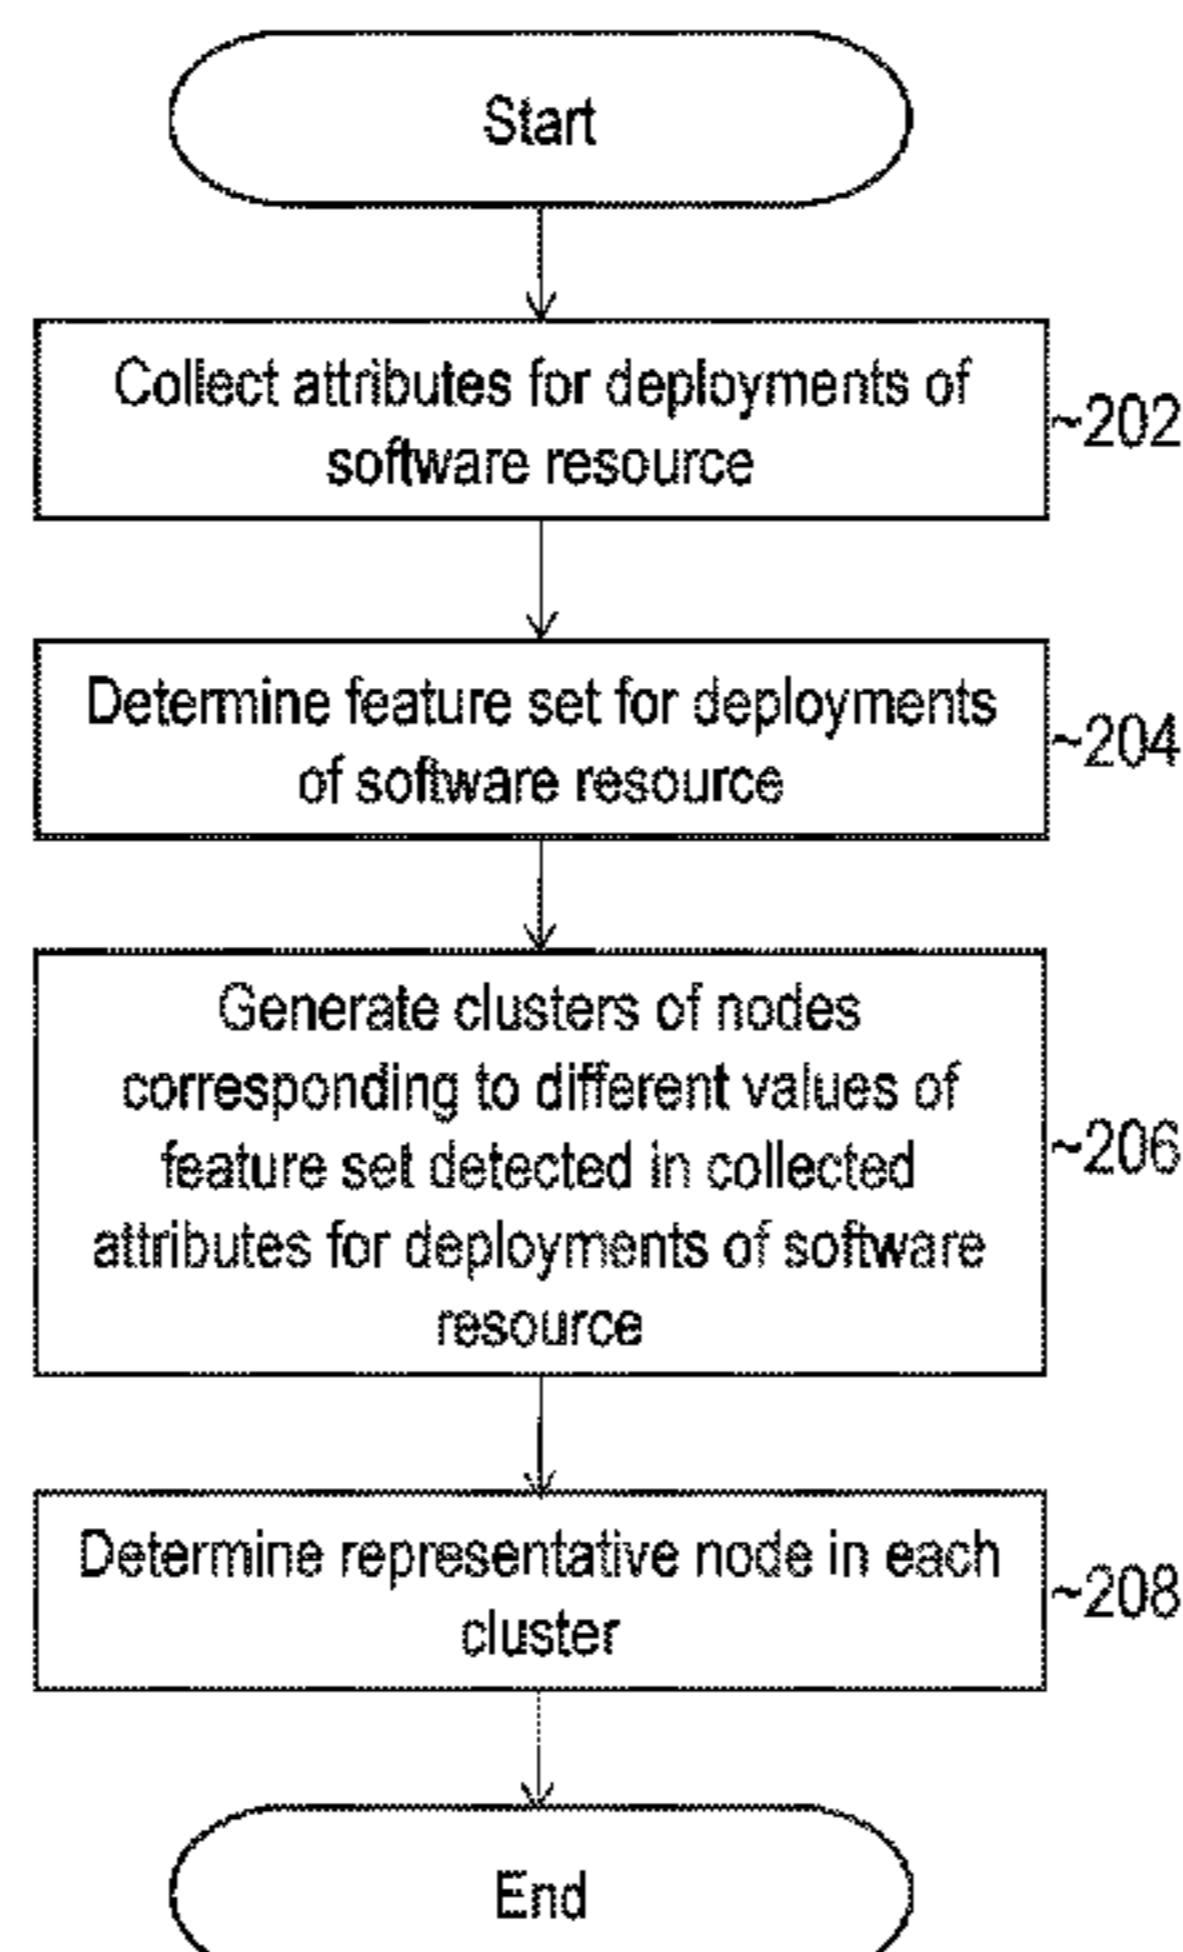 Start
Collect attributes for deployments of
software resource
~202
Determine feature set for deployments
of software resource
~204
Generate clusters of nodes
corresponding to different values of
feature set detected in collected
attributes for deployments of software
resource
~206
Determine representative node in each
cluster
~208
End